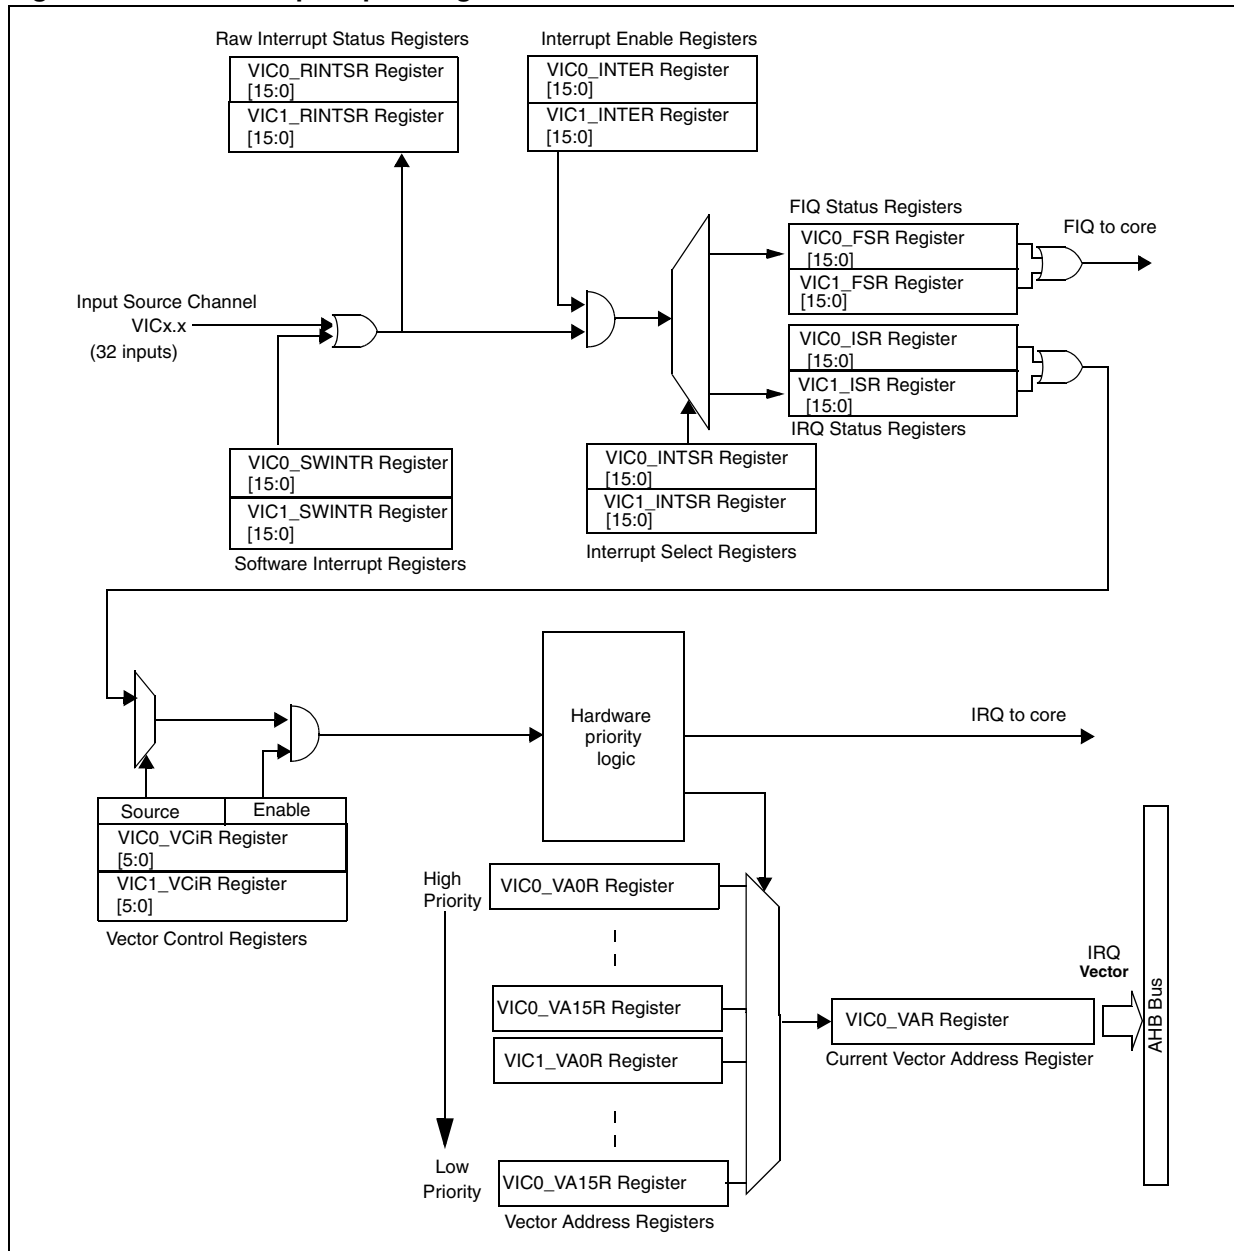 Raw Interrupt Status Registers
Interrupt Enable Registers
VIC0_RINTSR Register
[15:0]
VIC1_RINTSR Register
[15:0]
VIC0_INTER Register
[15:0]
VIC1_INTER Register
[15:0]
FIQ Status Registers
VIC0_FSR Register
[15:0]
VIC1_FSR Register
[15:0]
FIQ to core
Input Source Channel
VICx.x
(32 inputs)
VIC0_ISR Register
[15:0]
VIC1_ISR Register
[15:0]
IRQ Status Registers
VIC0_SWINTR Register
[15:0]
VIC1_SWINTR Register
[15:0]
Software Interrupt Registers
VIC0_INTSR Register
[15:0]
VIC1_INTSR Register
[15:0]
Interrupt Select Registers
Hardware
priority
logic
IRQ to core
Source
Enable
VIC0_VCiR Register
[5:0]
VIC1_VCiR Register
[5:0]
Vector Control Registers
High
Priority
VIC0_VA0R Register
VIC0_VA15R Register
VIC1_VA0R Register
VIC0_VA15R Register
Low
Priority
Vector Address Registers
VIC0_VAR Register
Current Vector Address Register
IRQ
Vector
AHB Bus